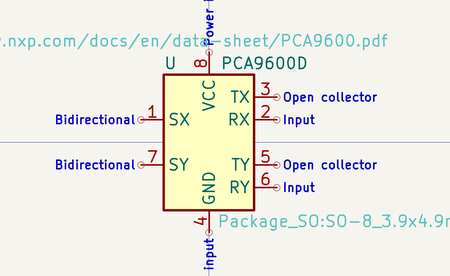 Power i
.nxp.com/docs/en/data-sheet/PCA9600.pdf
U PCA9600D
8
VCC
TX 3 Open collector
Bidirectional 1 SX RX 2 Input
Bidirectional 7 SY TY 5 Open collector
RY 6 Input
GND
4
Package_SO:SO-8_3.9x4.9
Input